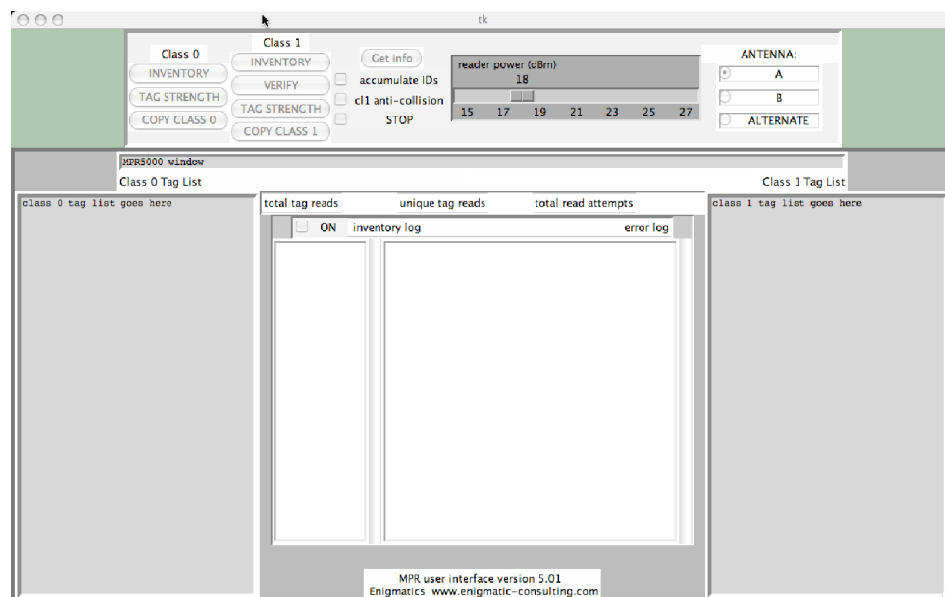 tk
Class 0
INVENTORY
TAG STRENGTH
COPY CLASS 0
Class 1
INVENTORY
VERIFY
TAG STRENGTH
COPY CLASS 1
Get info
accumulate IDs
cl1 anti-collision
STOP
reader power (dBm)
18
15 17 19 21 23 25 27
ANTENNA:
A
B
ALTERNATE
MPR5000 window
Class 0 Tag List
Class 1 Tag List
class 0 tag list goes here
total tag reads unique tag reads total read attempts
class 1 tag list goes here
ON inventory log error log
MPR user interface version 5.01
Enigmatics www.enigmatic-consulting.com